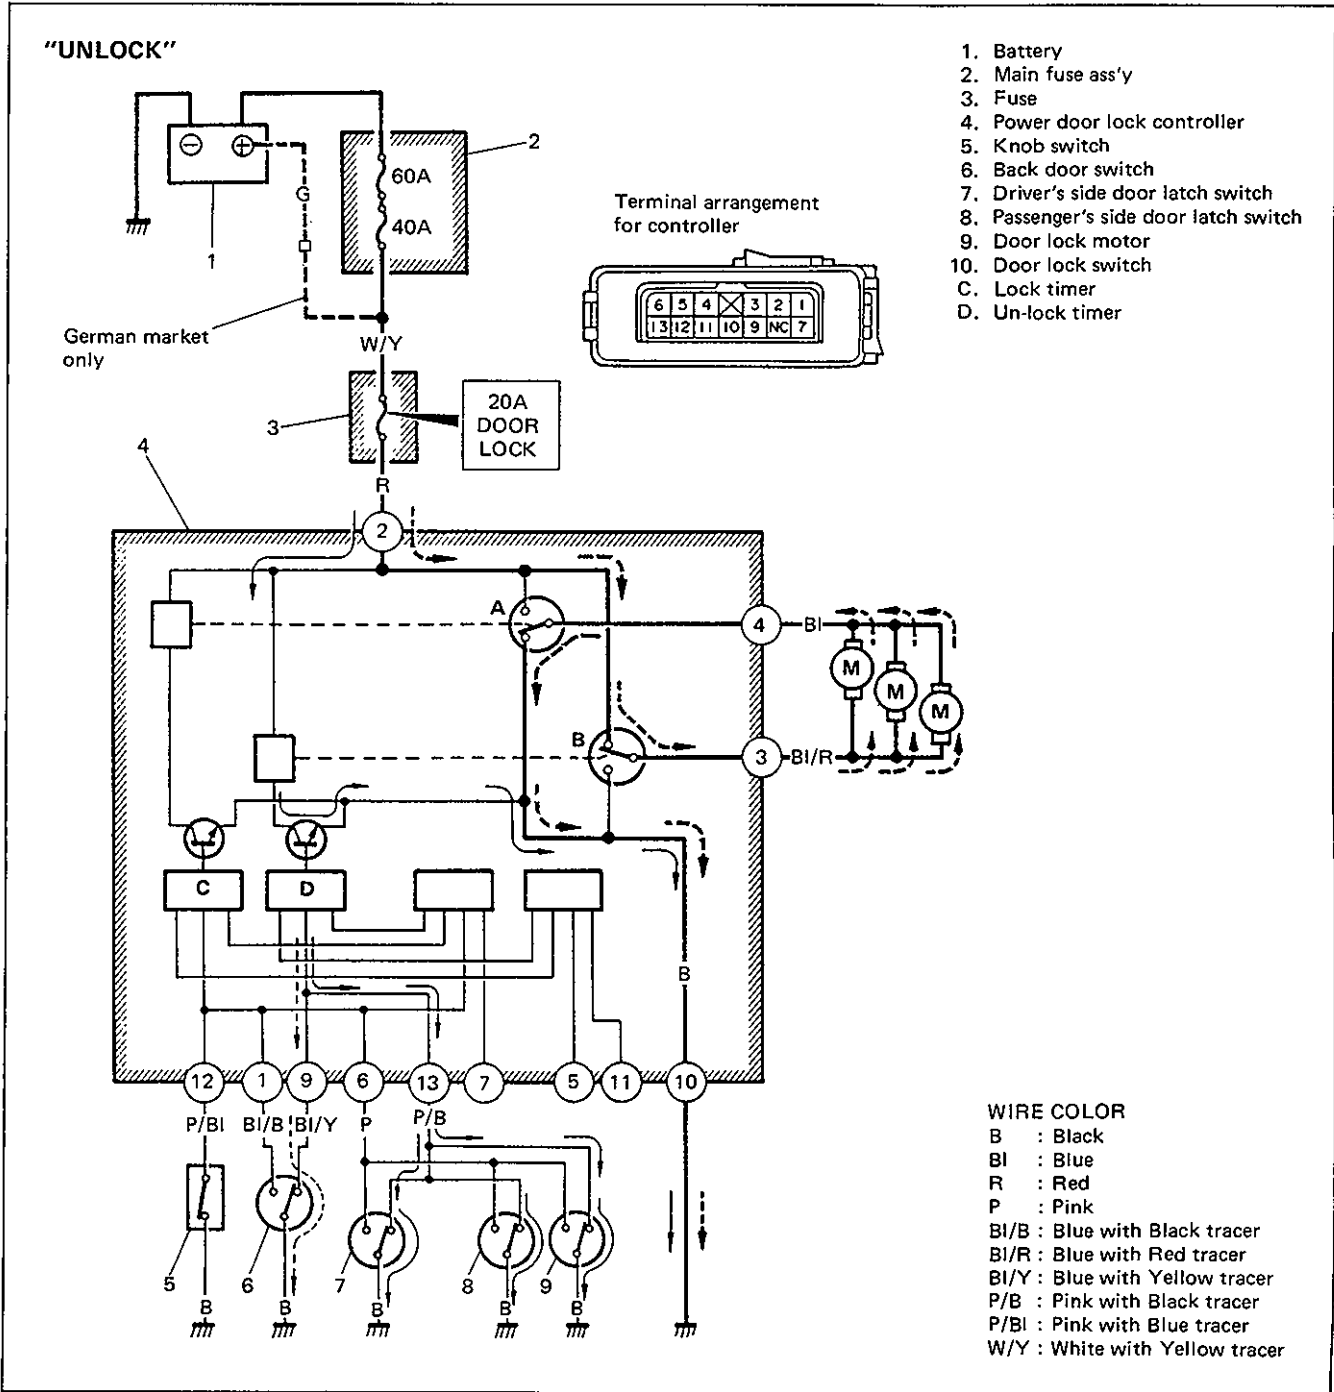 "UNLOCK"
1. Battery
2. Main fuse ass'y
3. Fuse
4. Power door lock controller
5. Knob switch
6. Back door switch
7. Driver's side door latch switch
8. Passenger's side door latch switch
9. Door lock motor
10. Door lock switch
C. Lock timer
D. Un-lock timer
2
60A
40A
G
1
German market
only
W/Y
Terminal arrangement
for controller
6 5 4 3 2 1
13 12 11 10 9 NC 7
3
20A
DOOR
LOCK
4
R
2
A
4
Bl
M
M
M
B
3
Bl/R
C
D
B
12
1
9
6
13
7
5
11
10
P/Bl
Bl/B
Bl/Y
P
P/B
5
6
7
8
9
B
B
B
B
B
WIRE COLOR
B : Black
Bl : Blue
R : Red
P : Pink
Bl/B : Blue with Black tracer
Bl/R : Blue with Red tracer
Bl/Y : Blue with Yellow tracer
P/B : Pink with Black tracer
P/Bl : Pink with Blue tracer
W/Y : White with Yellow tracer